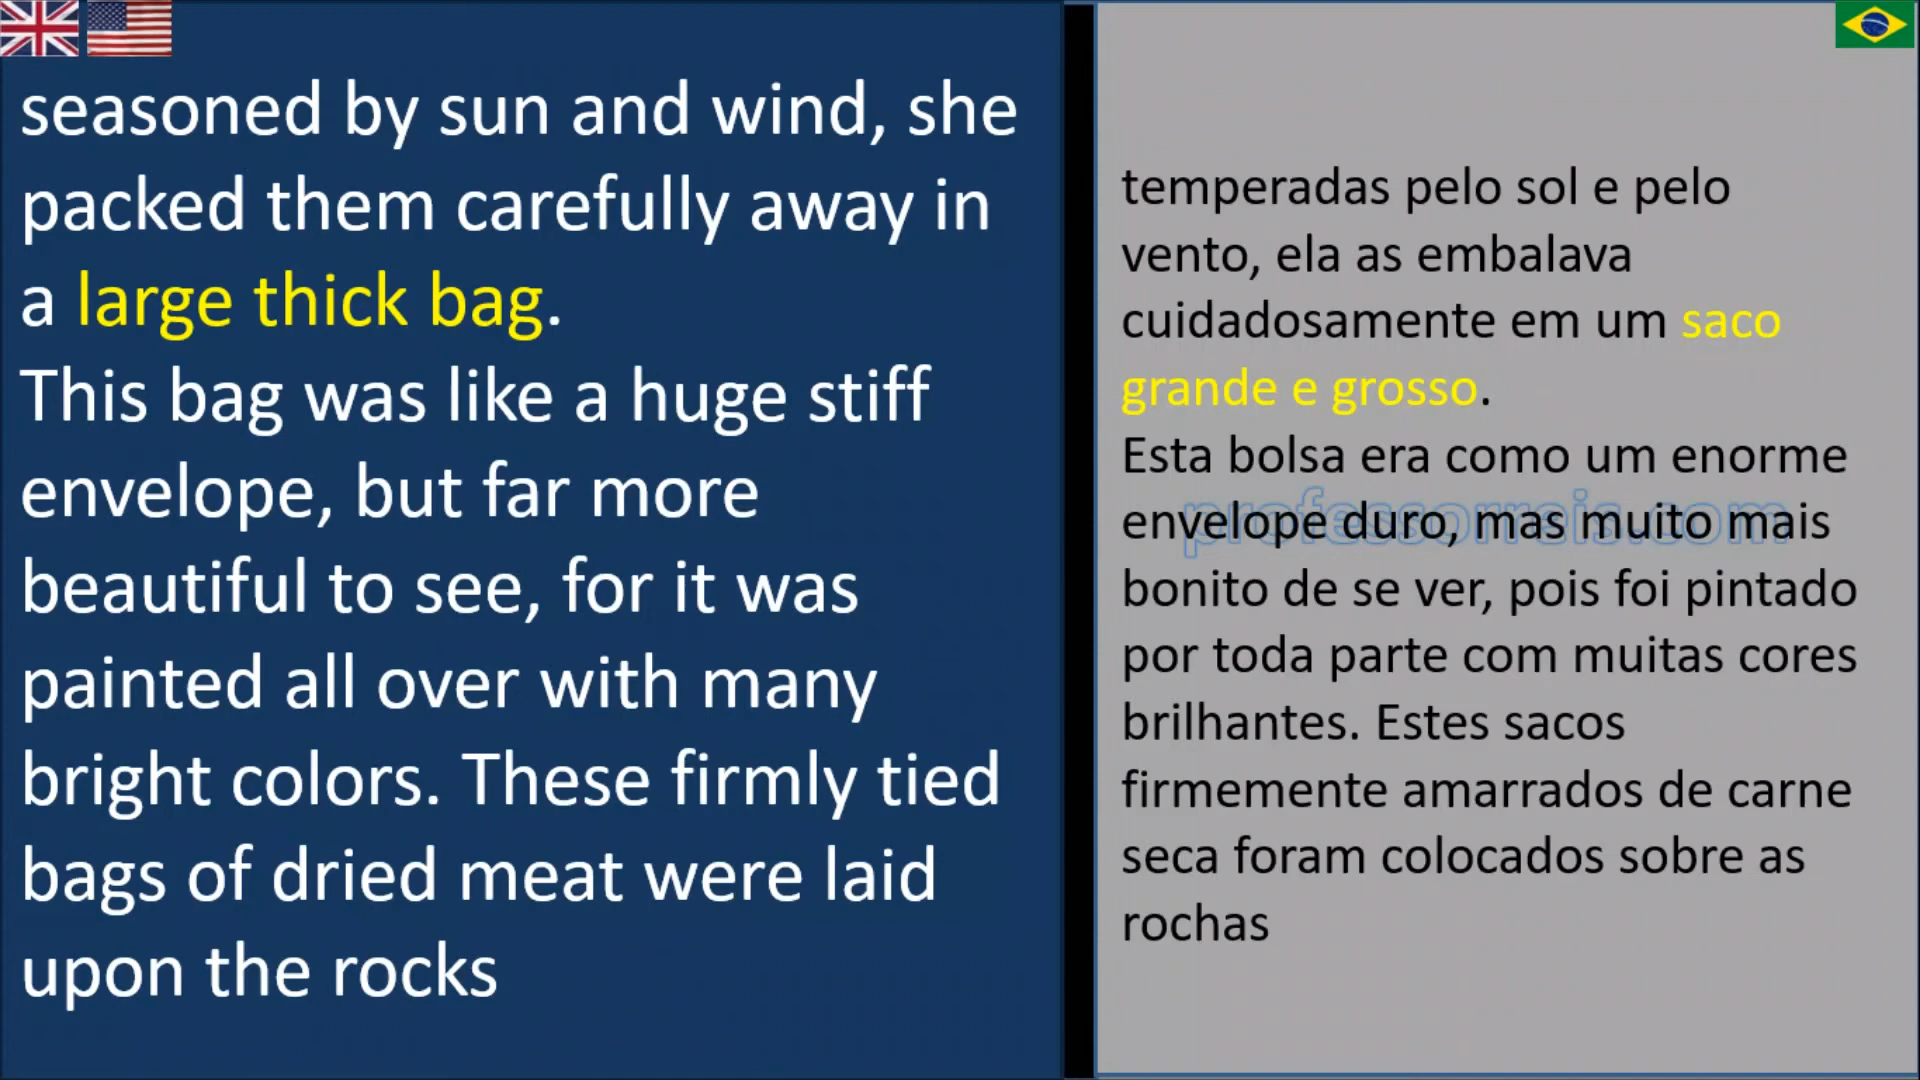 seasoned by sun and wind, she
packed them carefully away in
a large thick bag.
This bag was like a huge stiff
envelope, but far more
beautiful to see, for it was
painted all over with many
bright colors. These firmly tied
bags of dried meat were laid
upon the rocks
temperadas pelo sol e pelo
vento, ela as embalava
cuidadosamente em um saco
grande e grosso.
Esta bolsa era como um enorme
envelope duro, mas muito mais
bonito de se ver, pois foi pintado
por toda parte com muitas cores
brilhantes. Estes sacos
firmemente amarrados de carne
seca foram colocados sobre as
rochas
professorreis.com